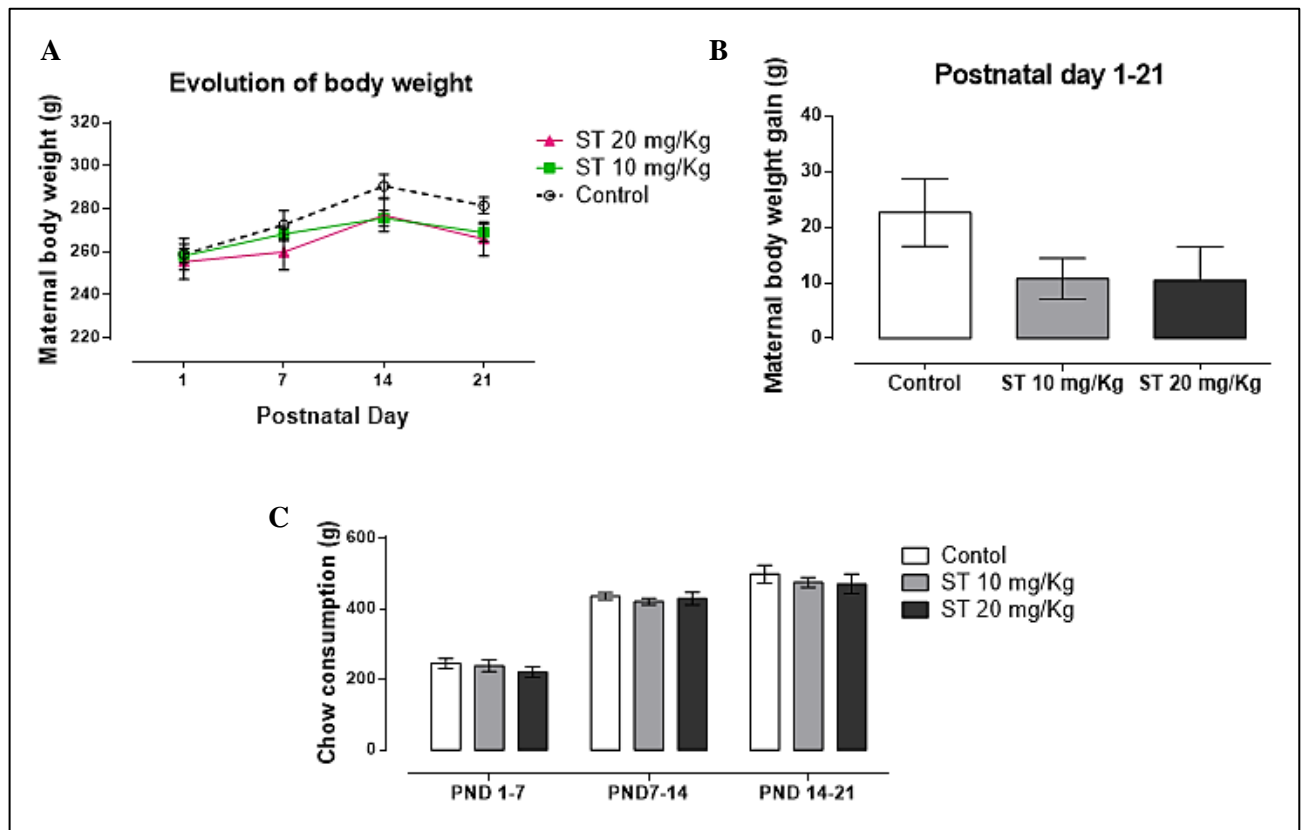 A
Evolution of body weight
Maternal body weight (g)
320
300
280
260
240
220
1 7 14 21
Postnatal Day
ST 20 mg/Kg
ST 10 mg/Kg
Control
B
Postnatal day 1-21
Maternal body weight gain (g)
40
30
20
10
0
Control ST 10 mg/Kg ST 20 mg/Kg
C
Chow consumption (g)
600
400
200
0
PND 1-7 PND7-14 PND 14-21
Contol
ST 10 mg/Kg
ST 20 mg/Kg